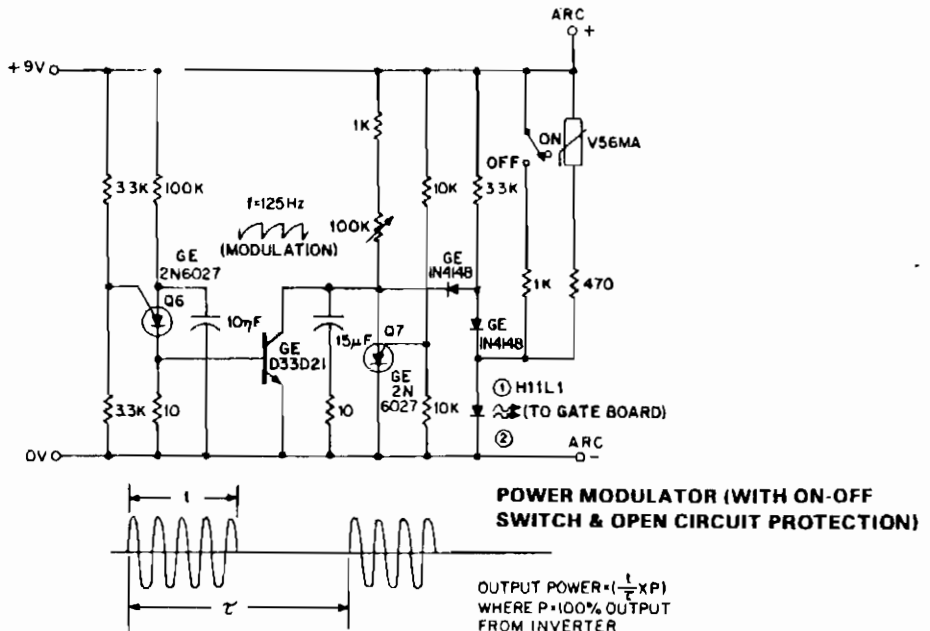 ARC
+
+9V
1K
ON
V56MA
OFF
3.3K
100K
10K
3.3K
f=125Hz
100K
(MODULATION)
GE
2N6027
GE
1N4148
1K
470
Q6
10ηF
15μF
Q7
GE
1N4148
GE
D33D21
GE
2N
6027
① H11L1
(TO GATE BOARD)
②
3.3K
10
10
10K
0V
ARC
-
t
POWER MODULATOR (WITH ON-OFF
SWITCH & OPEN CIRCUIT PROTECTION)
τ
OUTPUT POWER=(t/τ XP)
WHERE P=100% OUTPUT
FROM INVERTER